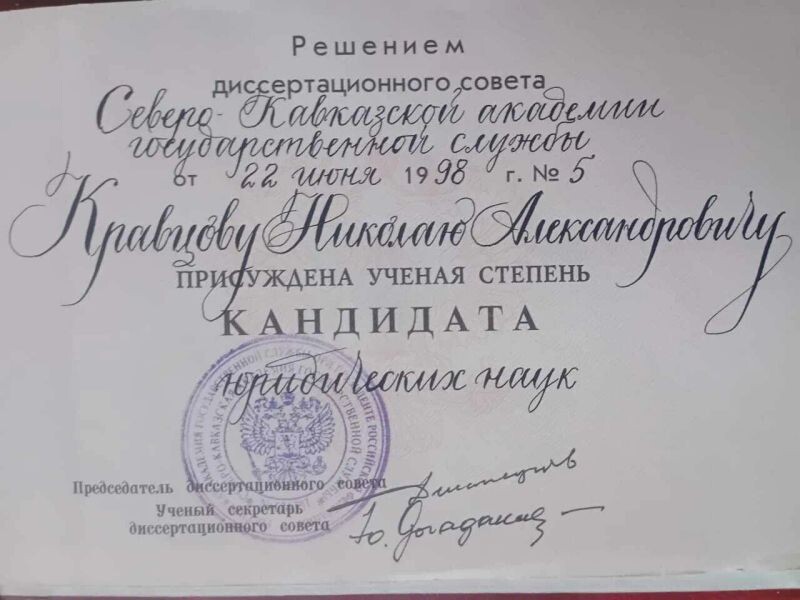 Решением
диссертационного совета
Северо-Кавказской академии
государственной службы
от 22 июня 1998 г. № 5
Кравцову Николаю Александровичу
ПРИСУЖДЕНА УЧЕНАЯ СТЕПЕНЬ
КАНДИДАТА
юридических наук
Председатель диссертационного совета
Ученый секретарь
диссертационного совета